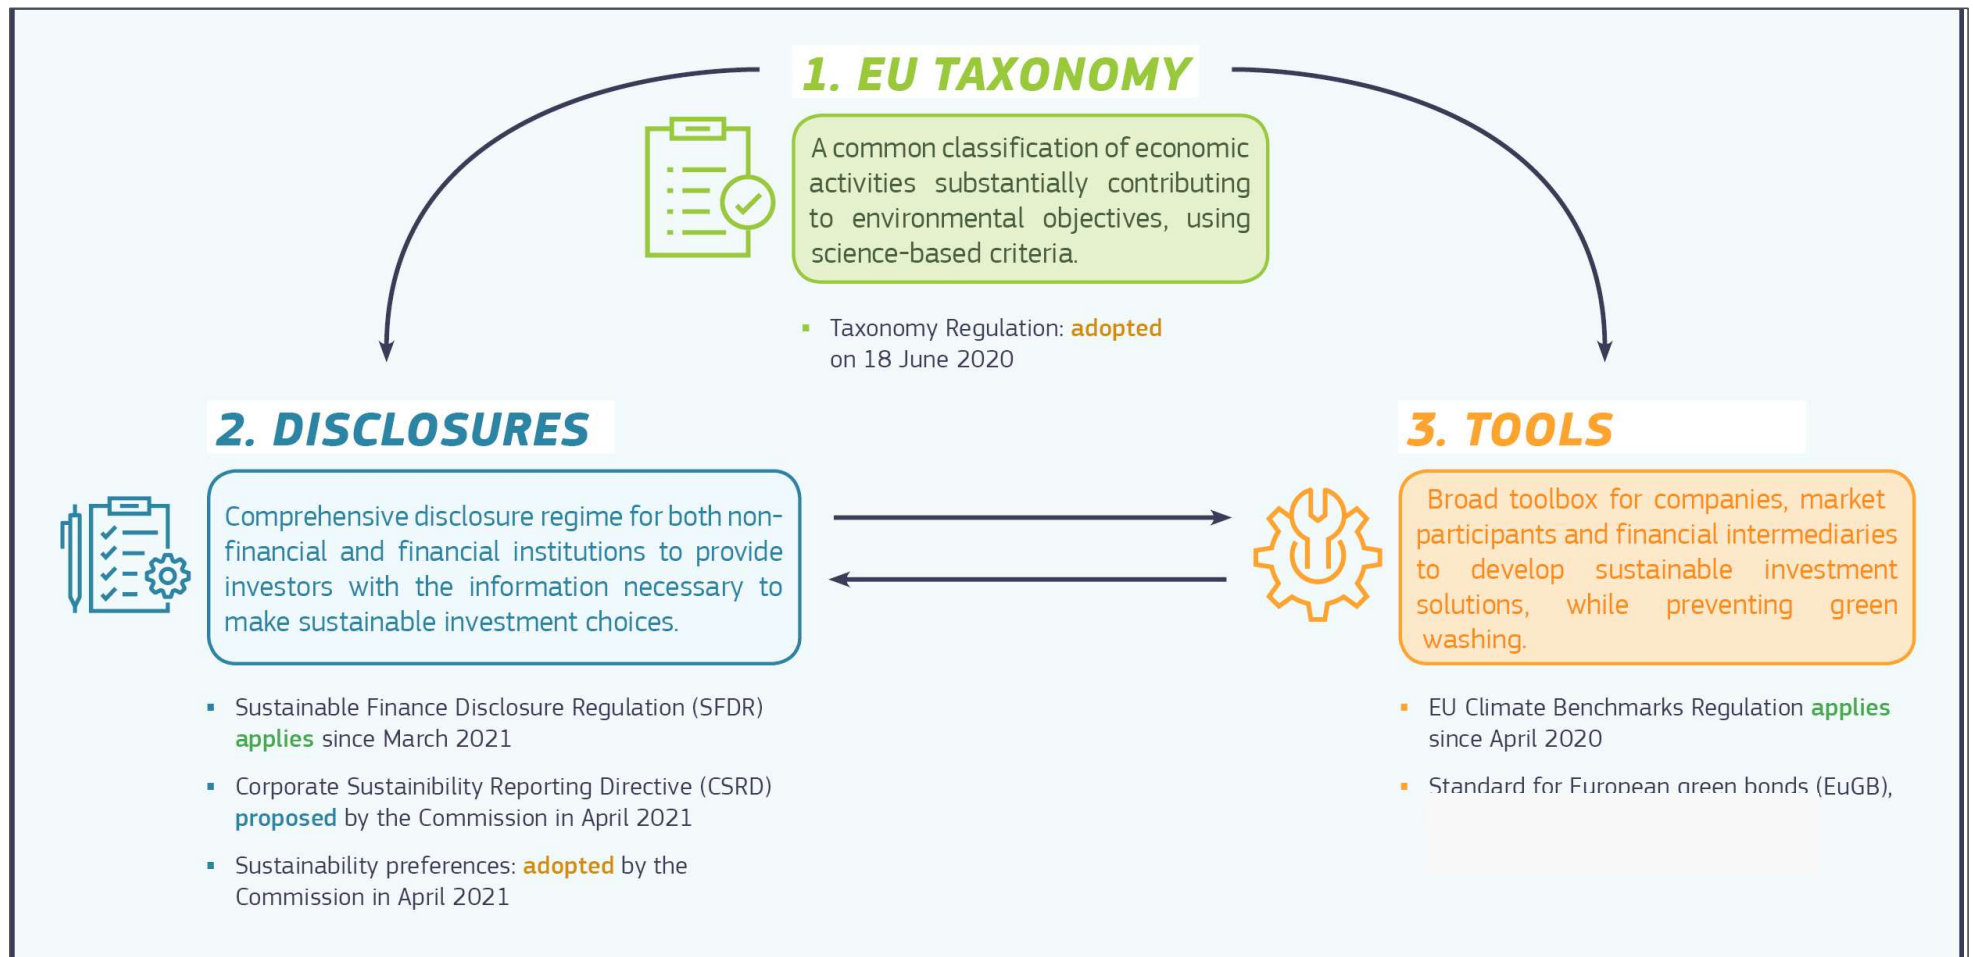 1. EU TAXONOMY
A common classification of economic
activities substantially contributing
to environmental objectives, using
science-based criteria.
▪ Taxonomy Regulation: adopted
on 18 June 2020
2. DISCLOSURES
Comprehensive disclosure regime for both non-
financial and financial institutions to provide
investors with the information necessary to
make sustainable investment choices.
▪ Sustainable Finance Disclosure Regulation (SFDR)
applies since March 2021
▪ Corporate Sustainibility Reporting Directive (CSRD)
proposed by the Commission in April 2021
▪ Sustainability preferences: adopted by the
Commission in April 2021
3. TOOLS
Broad toolbox for companies, market
participants and financial intermediaries
to develop sustainable investment
solutions, while preventing green
washing.
▪ EU Climate Benchmarks Regulation applies
since April 2020
▪ Standard for European green bonds (EuGB),